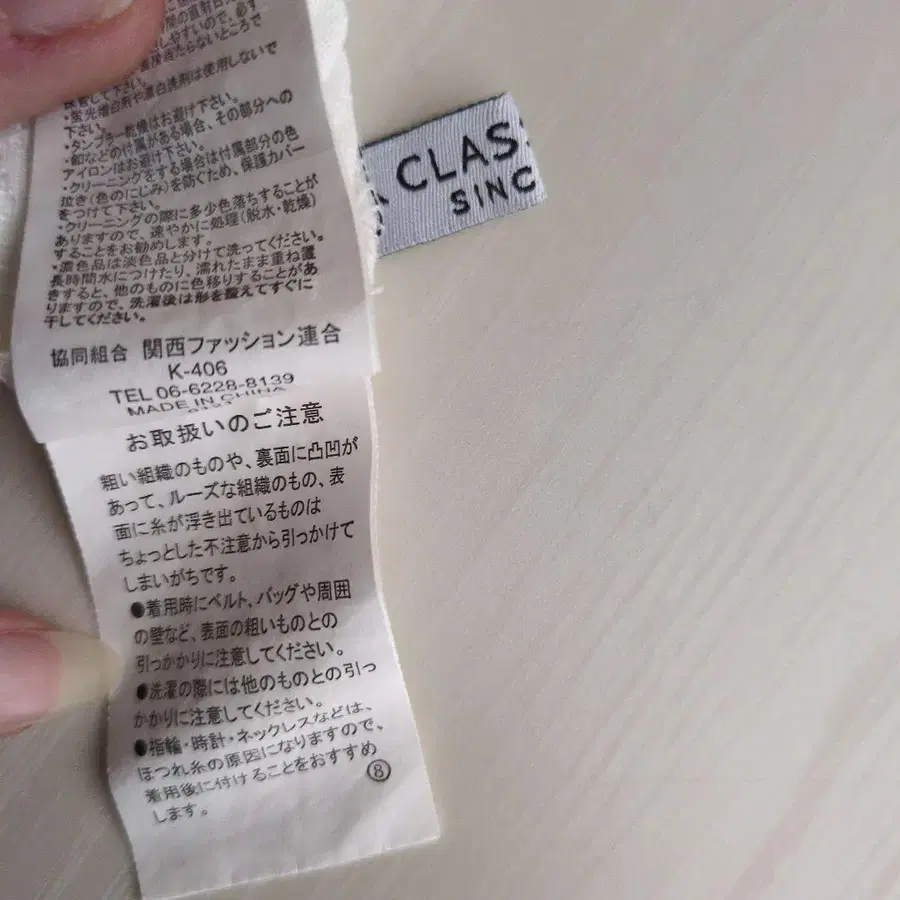 保管して下さい。
・蛍光増白剤や漂白洗剤は使用しないで
下さい。
・タンブラー乾燥はお避け下さい。
・釦などの付属がある場合、その部分への
アイロンはお避け下さい。
・クリーニングをする場合は付属部分の色
泣き(色のにじみ)を防ぐため、保護カバー
をつけて下さい。
・クリーニングの際に多少色落ちすることが
ありますので、速やかに処理(脱水・乾燥)
することをお勧めします。
・濃色品は淡色品と分けて洗ってください。
長時間水につけたり、濡れたまま重ね置
きすると、他のものに色移りすることがあ
りますので、洗濯後は形を整えてすぐに
干してください。
協同組合 関西ファッション連合
K-406
TEL 06-6228-8139
MADE IN CHINA
お取扱いのご注意
粗い組織のものや、裏面に凸凹が
あって、ルーズな組織のもの、表
面に糸が浮き出ているものは
ちょっとした不注意から引っかけて
しまいがちです。
●着用時にベルト、バッグや周囲
の壁など、表面の粗いものとの
引っかかりに注意してください。
●洗濯の際には他のものとの引っ
かかりに注意してください。
●指輪・時計・ネックレスなどは、
ほつれ糸の原因になりますので、
着用後に付けることをおすすめ
します。
⑧
CLAS
SINC